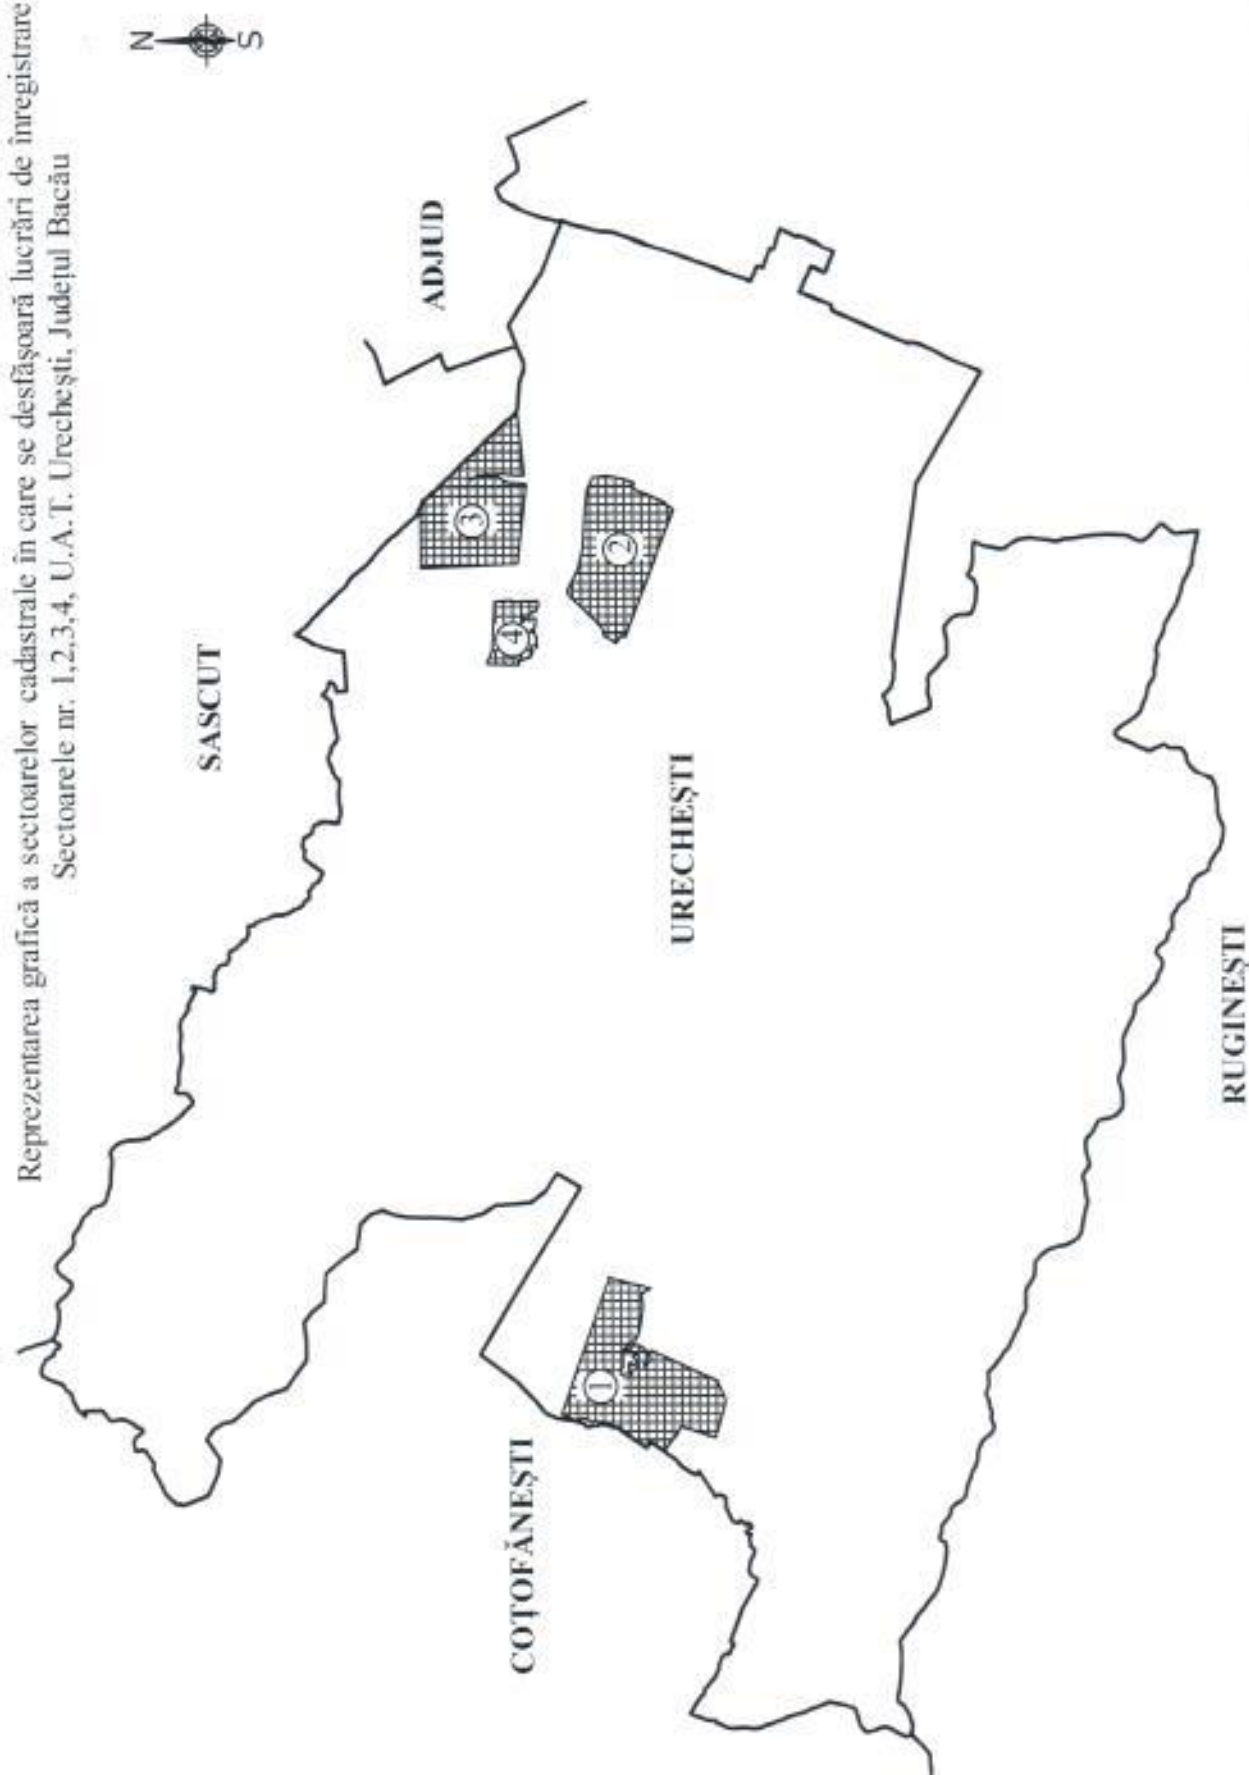 Reprezentarea grafică a sectoarelor cadastrale în care se desfășoară lucrări de înregistrare
Sectoarele nr. 1,2,3,4, U.A.T. Urechești, Județul Bacău
N
S
SASCUT
ADJUD
3
4
2
URECHEȘTI
1
COȚOFĂNEȘTI
RUGINEȘTI